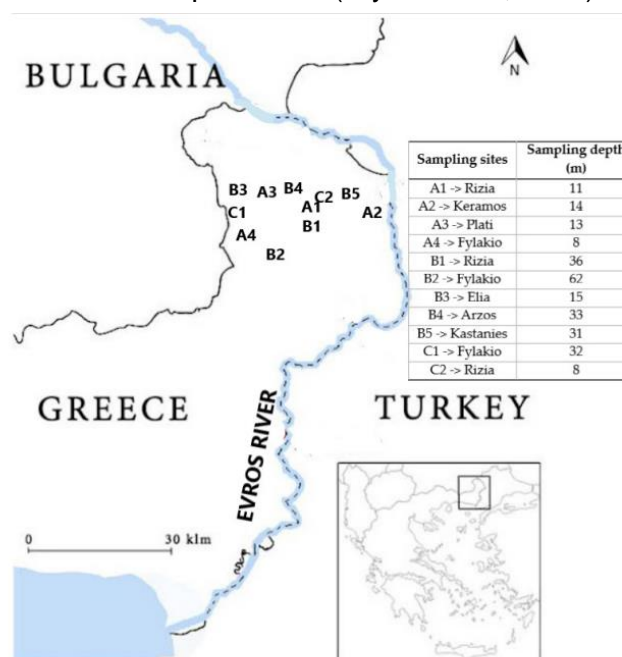 BULGARIA
N
Sampling sites Sampling depth (m)
A1 -> Rizia 11
A2 -> Keramos 14
A3 -> Plati 13
A4 -> Fylakio 8
B1 -> Rizia 36
B2 -> Fylakio 62
B3 -> Elia 15
B4 -> Arzos 33
B5 -> Kastanies 31
C1 -> Fylakio 32
C2 -> Rizia 8
B3 A3 B4 C2 B5
C1 A1 A2
A4 B1
B2
GREECE TURKEY
EVROS RIVER
0 30 klm